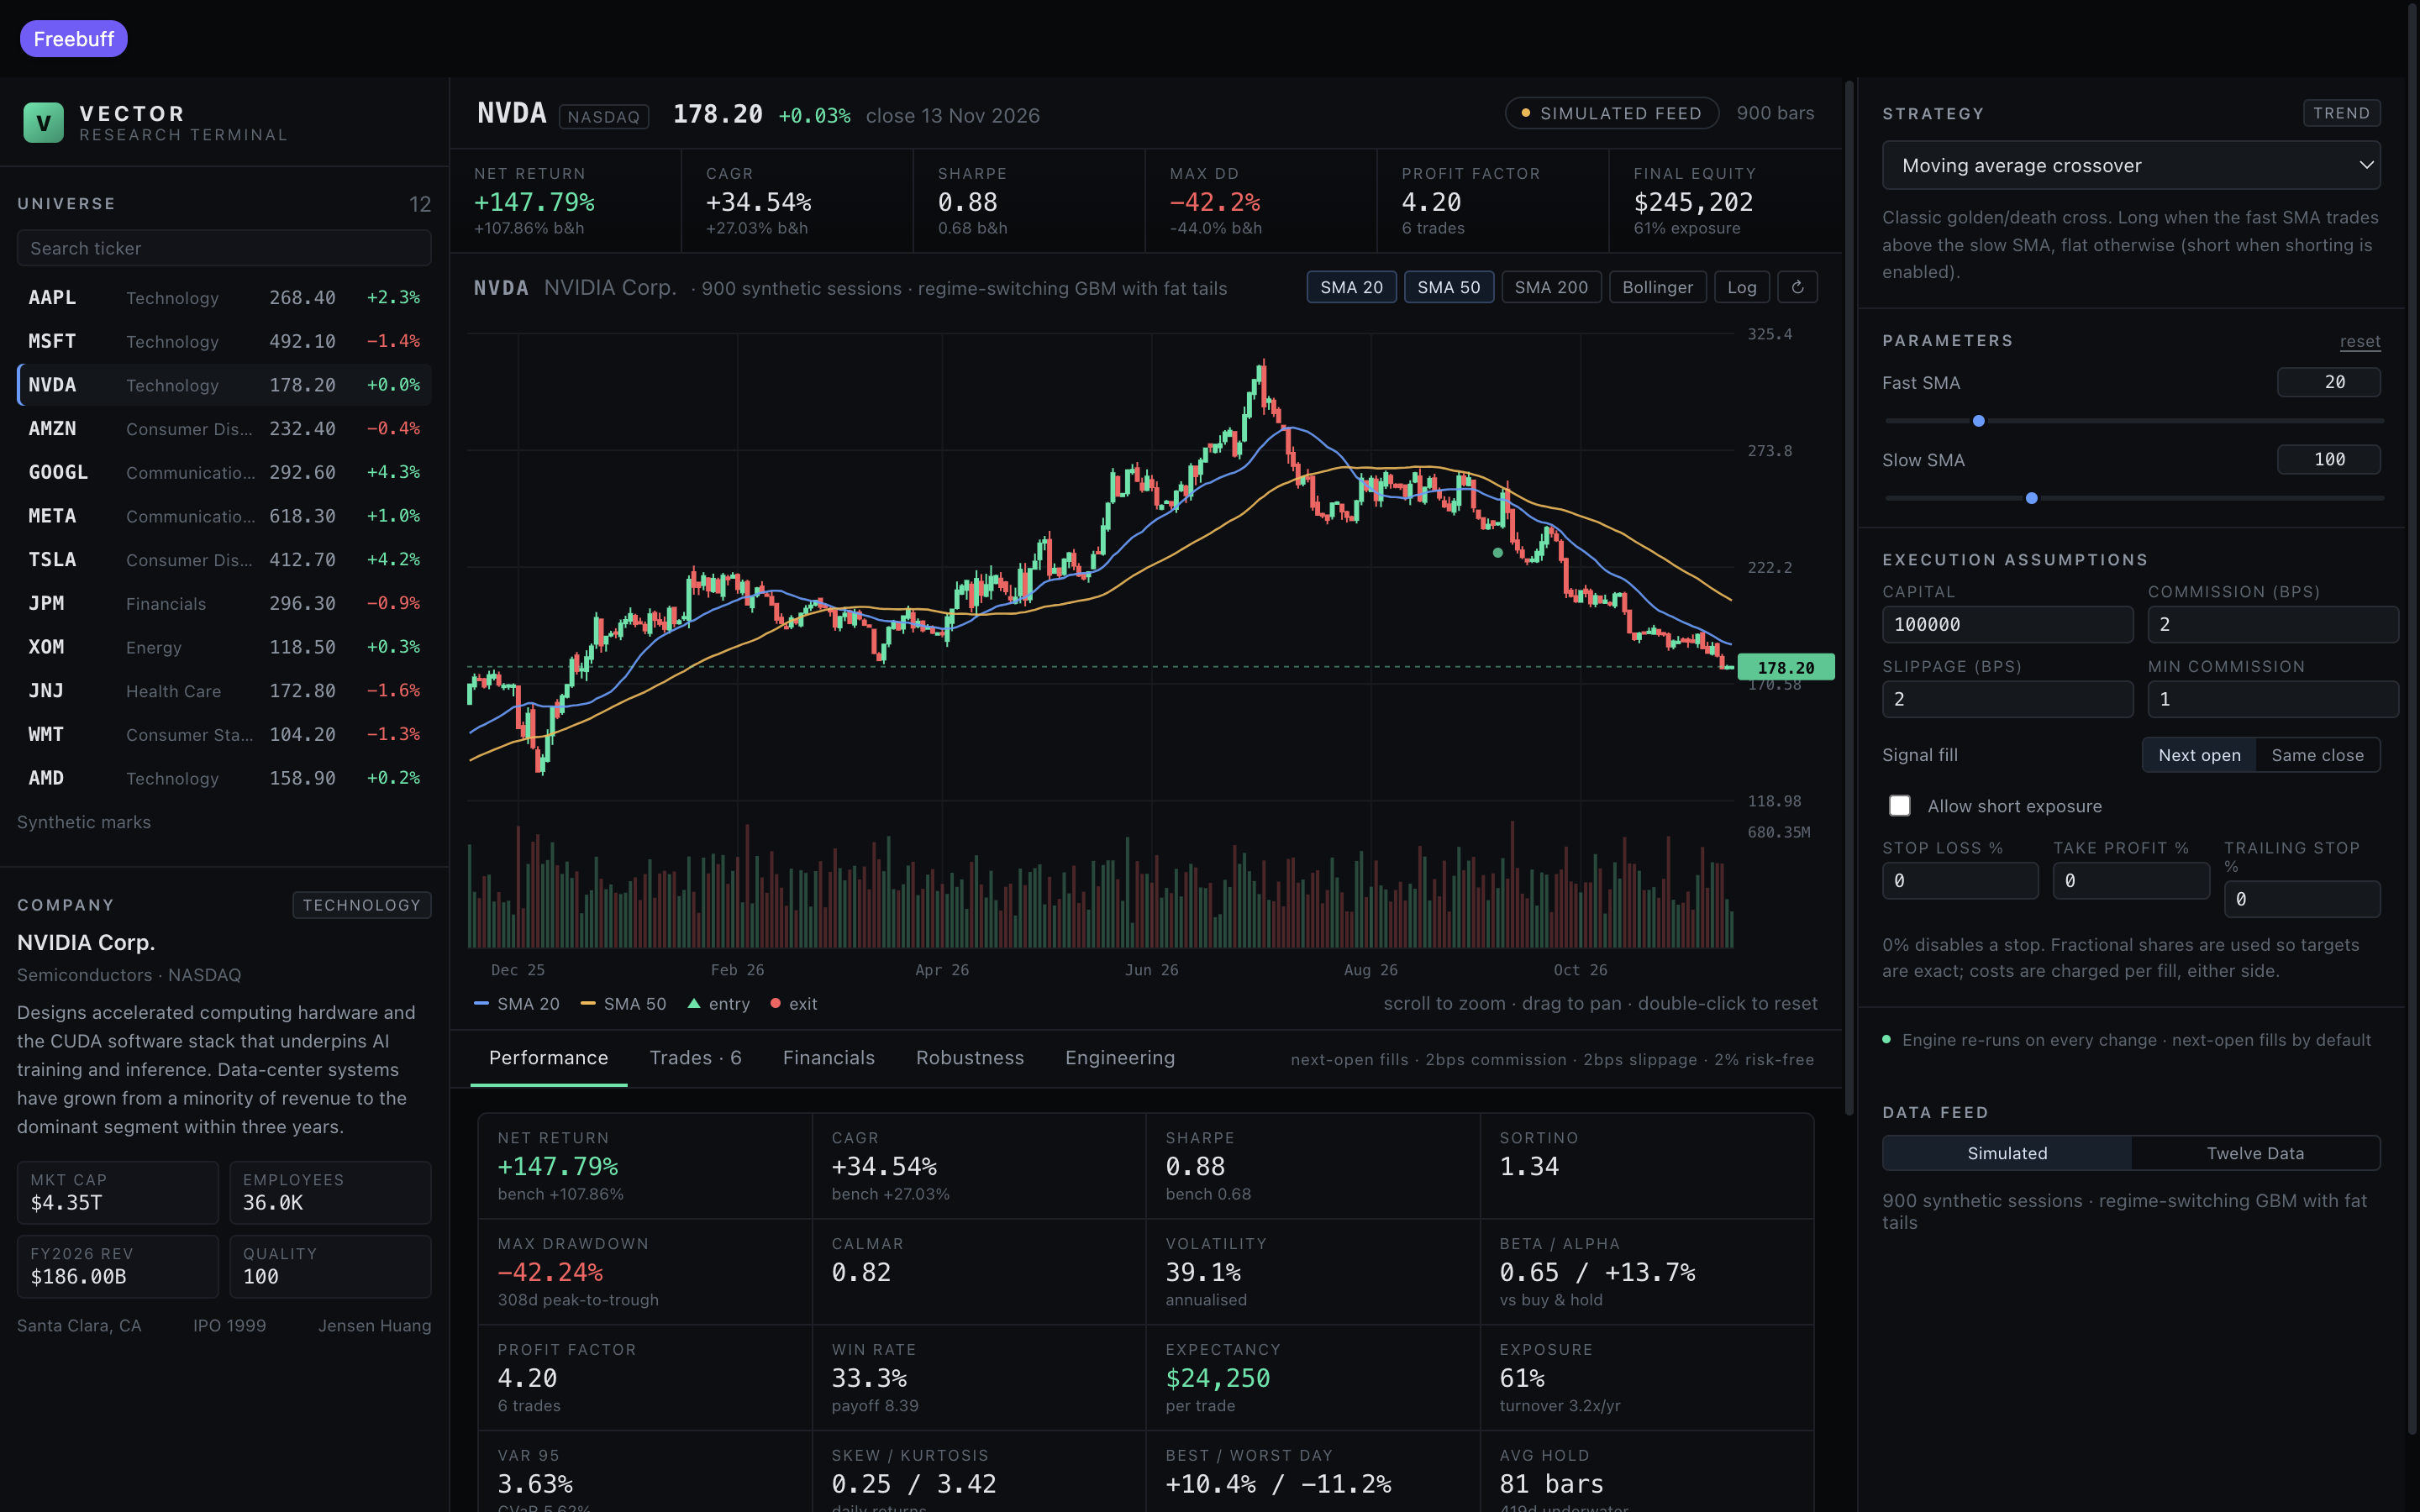 Freebuff
V
VECTOR
RESEARCH TERMINAL
UNIVERSE 12
Search ticker
AAPL Technology 268.40 +2.3%
MSFT Technology 492.10 −1.4%
NVDA Technology 178.20 +0.0%
AMZN Consumer Dis... 232.40 −0.4%
GOOGL Communicatio... 292.60 +4.3%
META Communicatio... 618.30 +1.0%
TSLA Consumer Dis... 412.70 +4.2%
JPM Financials 296.30 −0.9%
XOM Energy 118.50 +0.3%
JNJ Health Care 172.80 −1.6%
WMT Consumer Sta... 104.20 −1.3%
AMD Technology 158.90 +0.2%
Synthetic marks
COMPANY TECHNOLOGY
NVIDIA Corp.
Semiconductors · NASDAQ
Designs accelerated computing hardware and
the CUDA software stack that underpins AI
training and inference. Data-center systems
have grown from a minority of revenue to the
dominant segment within three years.
MKT CAP EMPLOYEES
$4.35T 36.0K
FY2026 REV QUALITY
$186.00B 100
Santa Clara, CA IPO 1999 Jensen Huang
NVDA NASDAQ 178.20 +0.03% close 13 Nov 2026 SIMULATED FEED 900 bars
NET RETURN CAGR SHARPE MAX DD PROFIT FACTOR FINAL EQUITY
+147.79% +34.54% 0.88 −42.2% 4.20 $245,202
+107.86% b&h +27.03% b&h 0.68 b&h -44.0% b&h 6 trades 61% exposure
NVDA NVIDIA Corp. · 900 synthetic sessions · regime-switching GBM with fat tails SMA 20 SMA 50 SMA 200 Bollinger Log ↻
325.4
273.8
222.2
178.20
170.58
118.98
680.35M
Dec 25 Feb 26 Apr 26 Jun 26 Aug 26 Oct 26
SMA 20 SMA 50 entry exit scroll to zoom · drag to pan · double-click to reset
Performance Trades · 6 Financials Robustness Engineering next-open fills · 2bps commission · 2bps slippage · 2% risk-free
NET RETURN CAGR SHARPE SORTINO
+147.79% +34.54% 0.88 1.34
bench +107.86% bench +27.03% bench 0.68
MAX DRAWDOWN CALMAR VOLATILITY BETA / ALPHA
−42.24% 0.82 39.1% 0.65 / +13.7%
308d peak-to-trough annualised vs buy & hold
PROFIT FACTOR WIN RATE EXPECTANCY EXPOSURE
4.20 33.3% $24,250 61%
6 trades payoff 8.39 per trade turnover 3.2x/yr
VAR 95 SKEW / KURTOSIS BEST / WORST DAY AVG HOLD
3.63% 0.25 / 3.42 +10.4% / −11.2% 81 bars
CVaR 5.62% daily returns 419d underwater
STRATEGY TREND
Moving average crossover
Classic golden/death cross. Long when the fast SMA trades
above the slow SMA, flat otherwise (short when shorting is
enabled).
PARAMETERS reset
Fast SMA 20
Slow SMA 100
EXECUTION ASSUMPTIONS
CAPITAL COMMISSION (BPS)
100000 2
SLIPPAGE (BPS) MIN COMMISSION
2 1
Signal fill Next open Same close
Allow short exposure
STOP LOSS % TAKE PROFIT % TRAILING STOP
%
0 0 0
0% disables a stop. Fractional shares are used so targets
are exact; costs are charged per fill, either side.
Engine re-runs on every change · next-open fills by default
DATA FEED
Simulated Twelve Data
900 synthetic sessions · regime-switching GBM with fat
tails